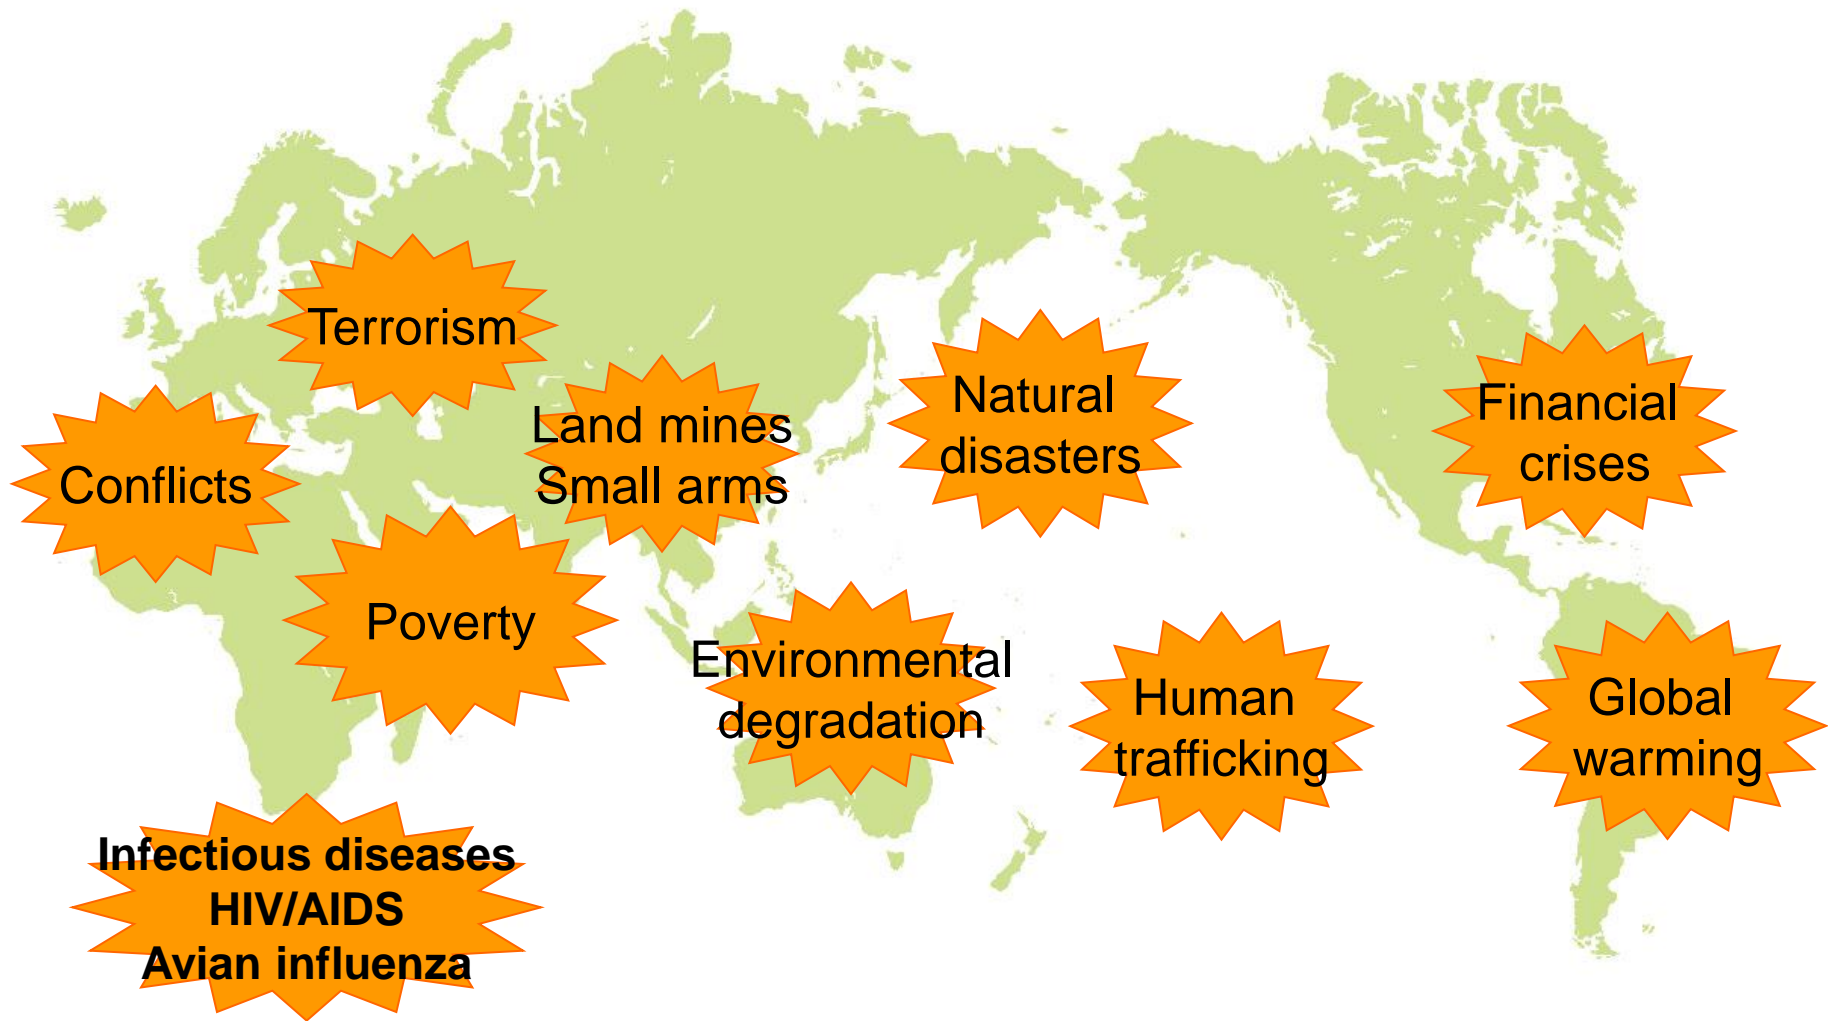 Terrorism
Conflicts
Land mines
Small arms
Natural
disasters
Financial
crises
Poverty
Environmental
degradation
Human
trafficking
Global
warming
Infectious diseases
HIV/AIDS
Avian influenza